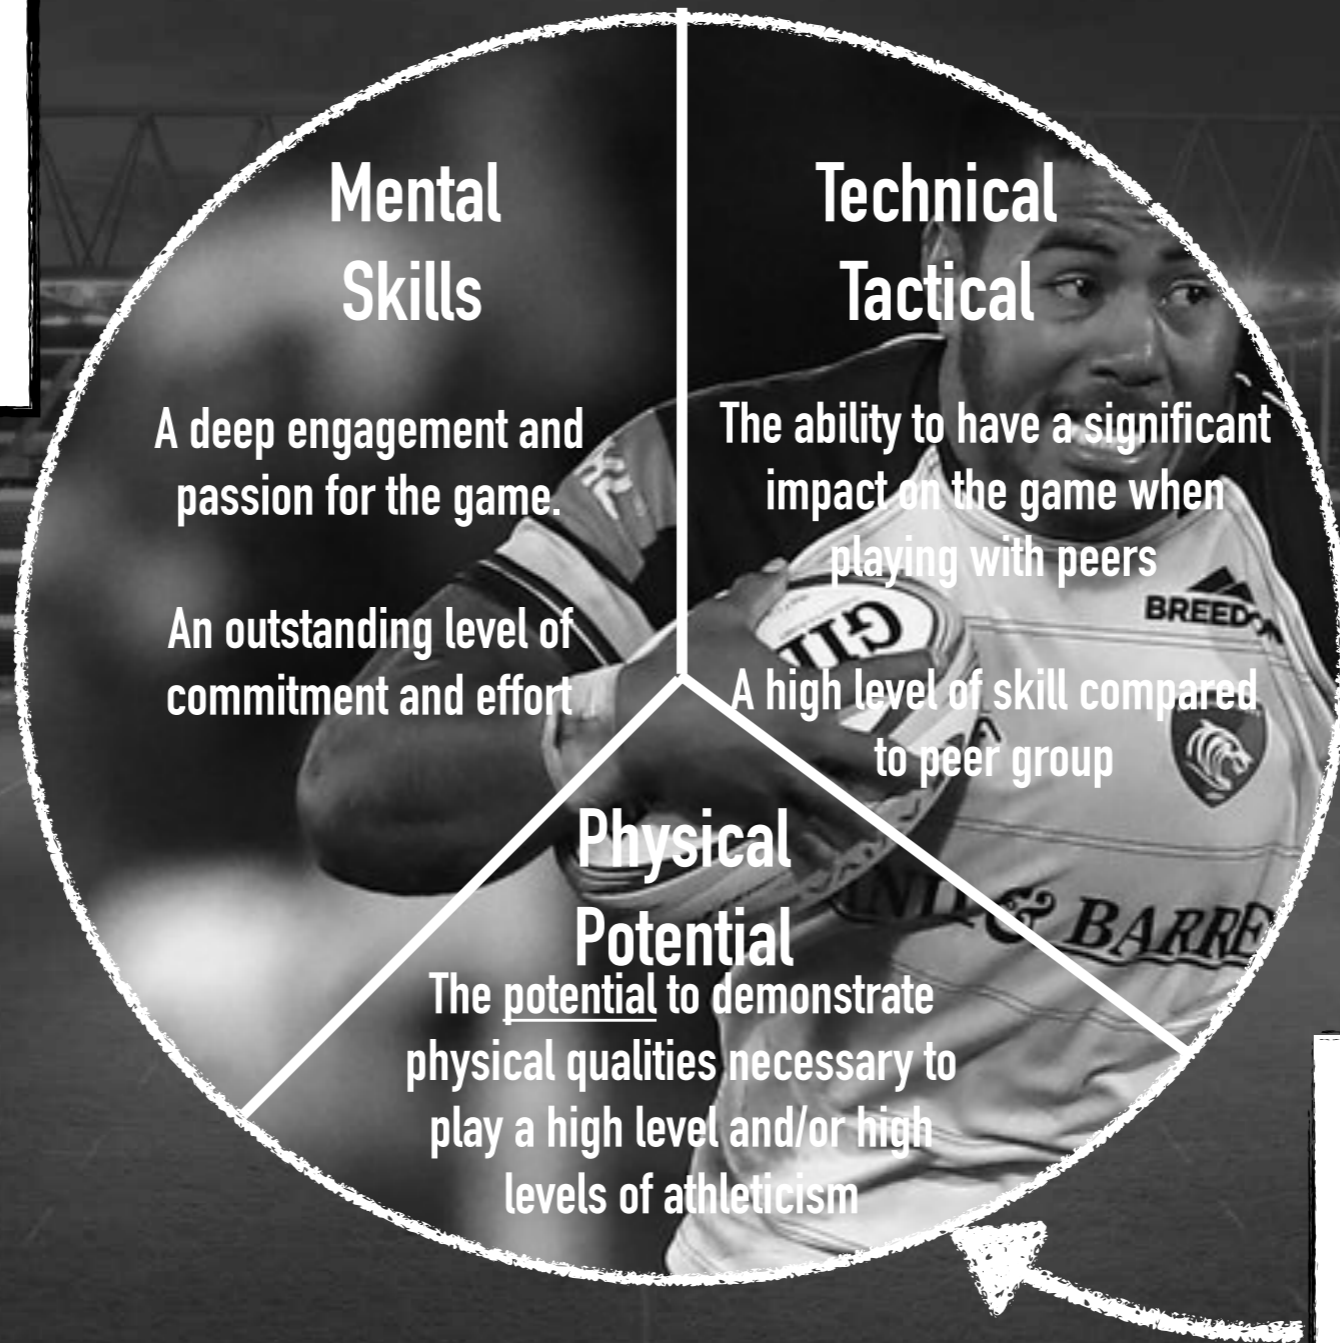 Mental
Skills
A deep engagement and
passion for the game.
An outstanding level of
commitment and effort
Technical
Tactical
The ability to have a significant
impact on the game when
playing with peers
A high level of skill compared
to peer group
Physical
Potential
The potential to demonstrate
physical qualities necessary to
play a high level and/or high
levels of athleticism
BREEDON
& BARRE